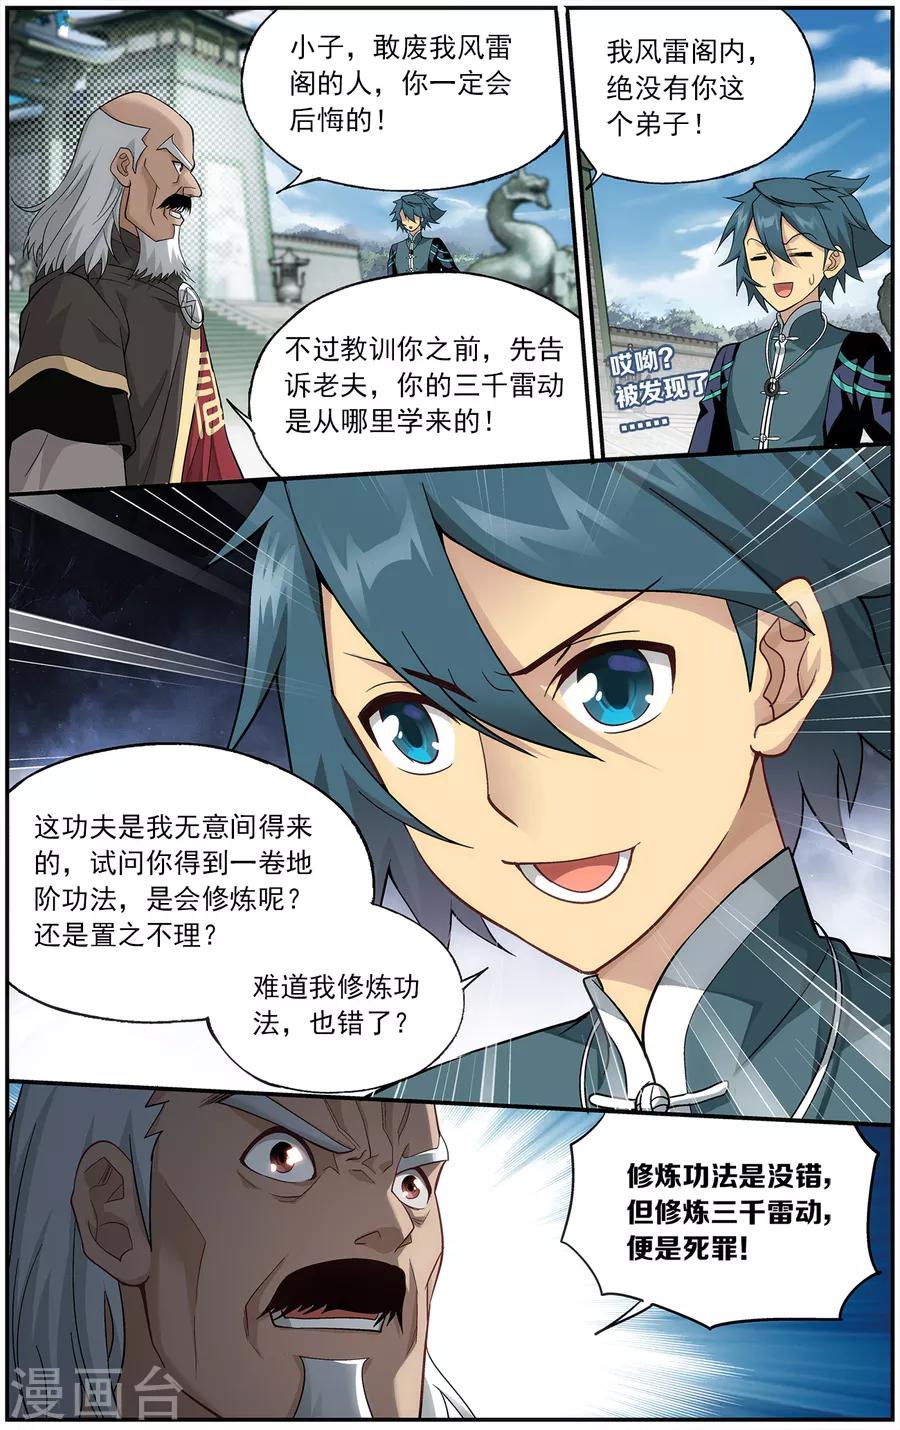 小子，敢废我风雷
阁的人，你一定会
后悔的！
不过教训你之前，先告
诉老夫，你的三千雷动
是从哪里学来的！
我风雷阁内，
绝没有你这
个弟子！
哎呦？
被发现了
……
这功夫是我无意间得来
的，试问你得到一卷地
阶功法，是会修炼呢？
还是置之不理？
难道我修炼功
法，也错了？
修炼功法是没错，
但修炼三千雷动，
便是死罪！
漫画台